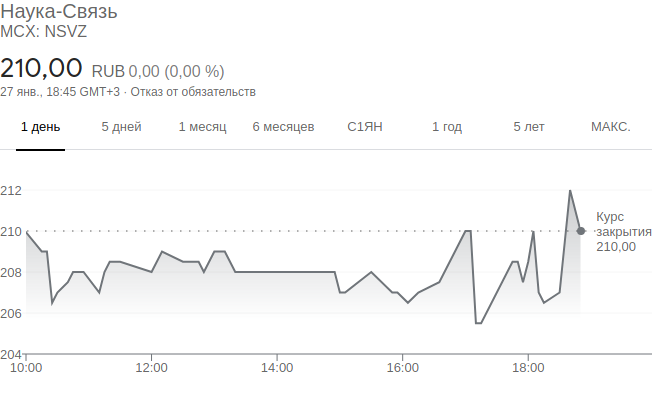 Наука-Связь
MCX: NSVZ
210,00 RUB 0,00 (0,00 %)
27 янв., 18:45 GMT+3 · Отказ от обязательств
1 день 5 дней 1 месяц 6 месяцев С1ЯН 1 год 5 лет МАКС.
212
210
208
206
204
Курс
закрытия
210,00
10:00 12:00 14:00 16:00 18:00